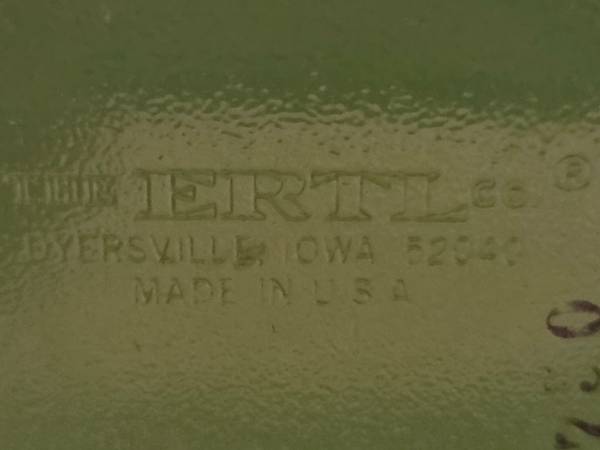 THE ERTL CO. ®
DYERSVILLE, IOWA 52040
MADE IN U S A